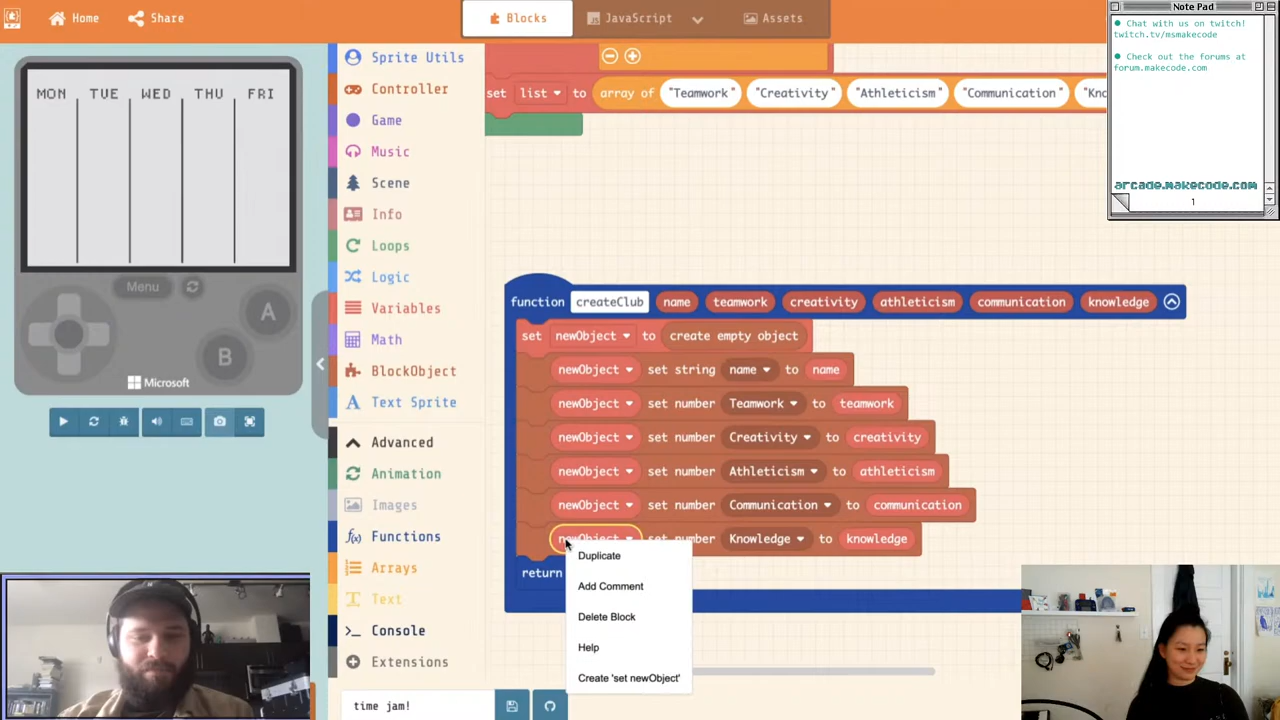 Home
Share
Blocks
JavaScript
Assets
Note Pad
Chat with us on twitch!
twitch.tv/msmakecode
Check out the forums at
forum.makecode.com
arcade.makecode.com
1
MON TUE WED THU FRI
Menu
A
B
Microsoft
Sprite Utils
Controller
Game
Music
Scene
Info
Loops
Logic
Variables
Math
BlockObject
Text Sprite
Advanced
Animation
Images
Functions
Arrays
Text
Console
Extensions
set list to array of "Teamwork" "Creativity" "Athleticism" "Communication" "Kno
function createClub name teamwork creativity athleticism communication knowledge
set newObject to create empty object
newObject set string name to name
newObject set number Teamwork to teamwork
newObject set number Creativity to creativity
newObject set number Athleticism to athleticism
newObject set number Communication to communication
newObject set number Knowledge to knowledge
return
Duplicate
Add Comment
Delete Block
Help
Create 'set newObject'
time jam!